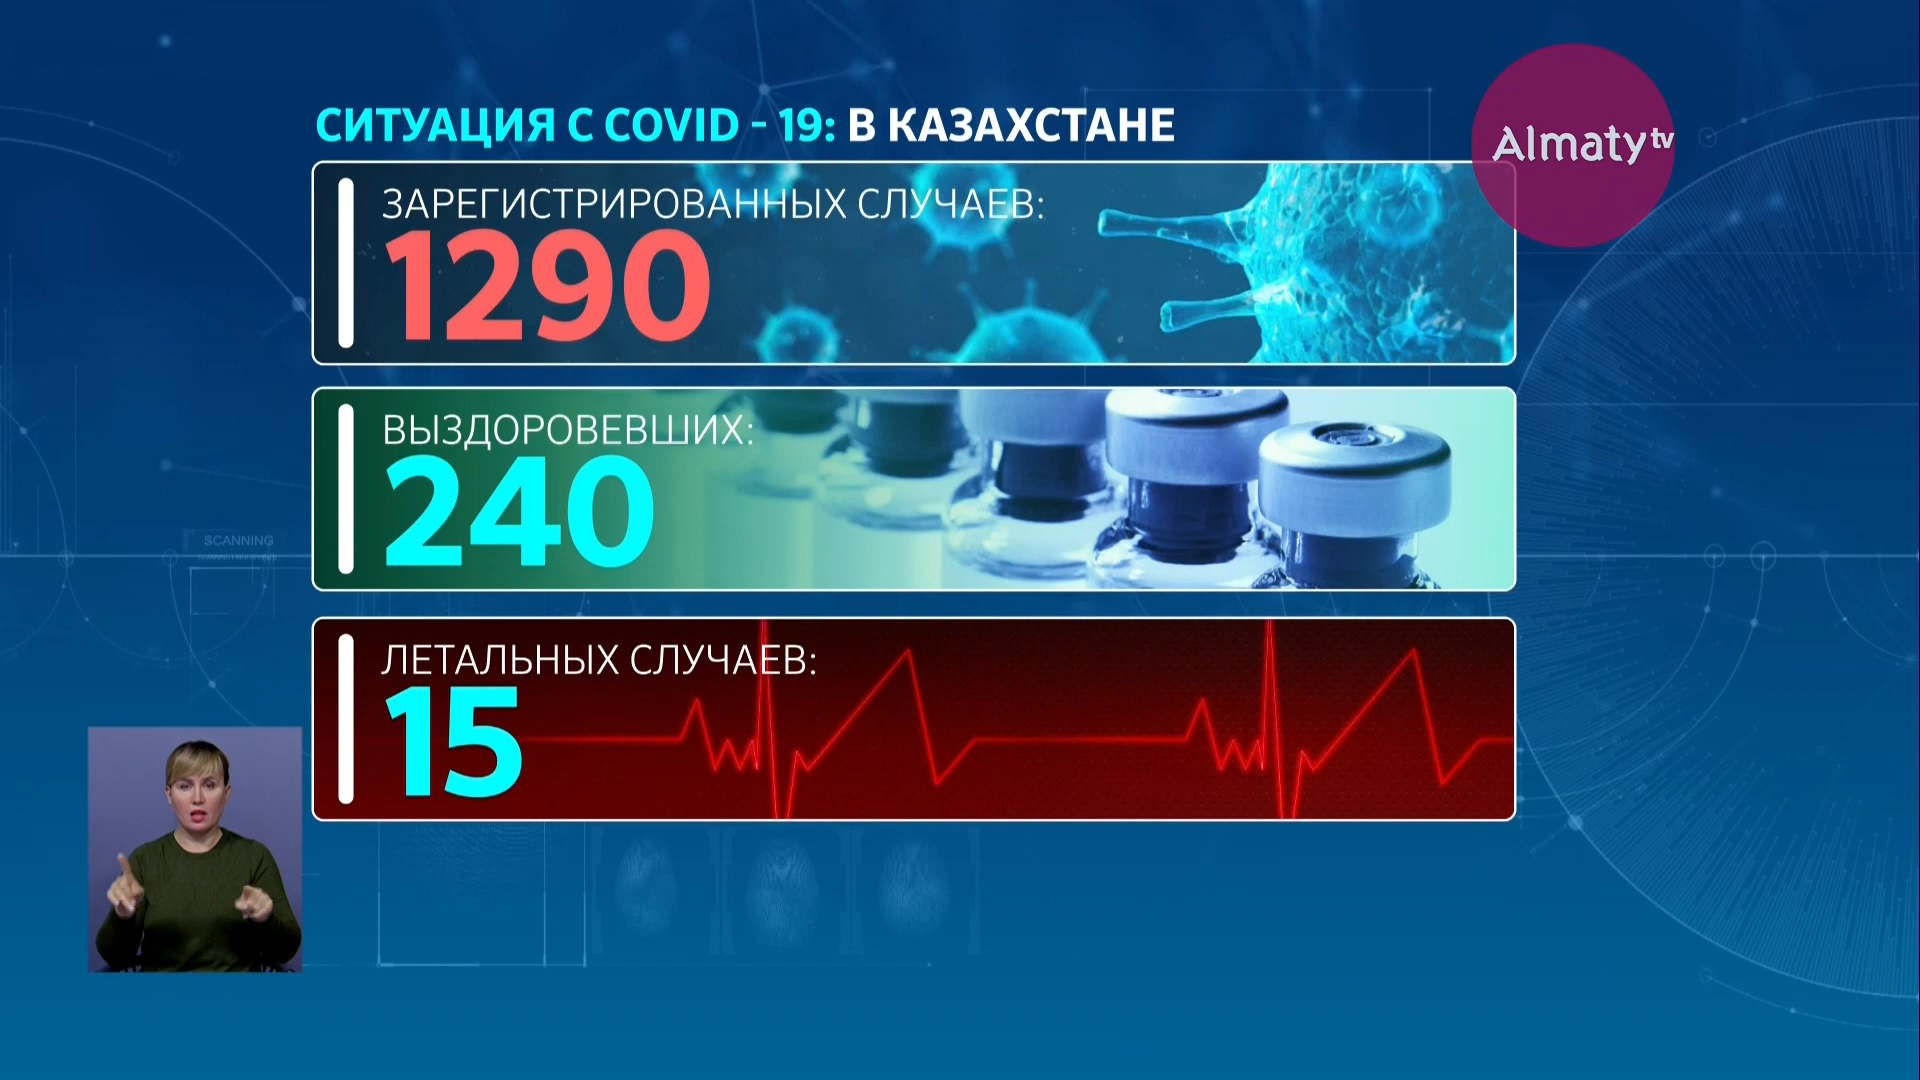 СИТУАЦИЯ С COVID - 19: В КАЗАХСТАНЕ
Almaty tv
ЗАРЕГИСТРИРОВАННЫХ СЛУЧАЕВ:
1290
ВЫЗДОРОВЕВШИХ:
240
SCANNING
ЛЕТАЛЬНЫХ СЛУЧАЕВ:
15